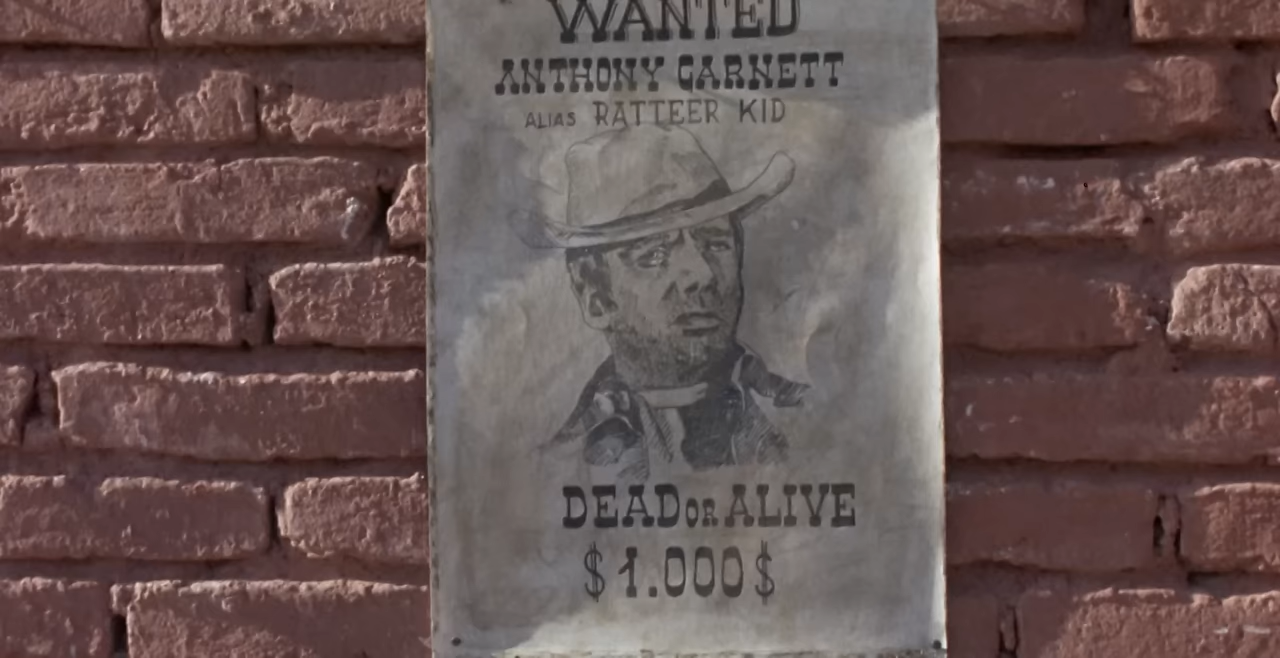 WANTED
ANTHONY GARNETT
ALIAS RATTEER KID
DEAD OR ALIVE
$1.000$